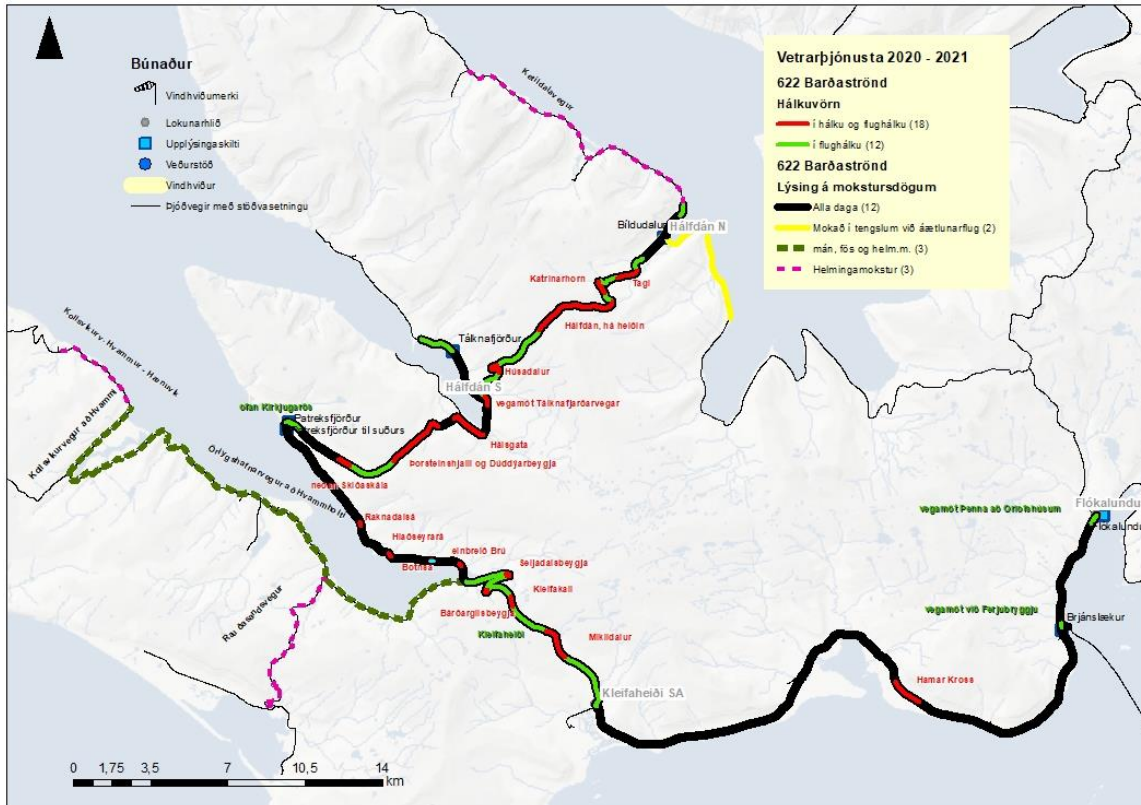 Búnaður
Vindhviðumerki
Lokunarhlið
Upplýsingaskilti
Veðurstöð
Vindhviður
Þjóðvegir með stöðvasetningu
Vetrarþjónusta 2020 - 2021
622 Barðaströnd
Hálkuvörn
í hálku og flughálku (18)
í flughálku (12)
622 Barðaströnd
Lýsing á mokstursdögum
Alla daga (12)
Mokað í tengslum við áætlunarflug (2)
mán, fös og helm.m. (3)
Helmingamokstur (3)
Ketildalavegur
Bíldudalur
Hálfdán N
Katrínarhorn
Tagl
Hálfdán, há heiðin
Kollsvíkurv. Hvammur - Hænuvík
Tálknafjörður
Húsadalur
Hálfdán S
vegamót Tálknafjarðarvegar
ofan Kirkjugarðs
Patreksfjörður
Patreksfjörður til suðurs
Hálsgata
Kollsvíkurvegur að Hvammi
Þorsteinshjalli og Dúddýarbeygja
Örlygshafnarvegur að Hvammholti
neðan Skíðaskála
Raknadalsá
Hlaðseyrará
Botnsá
einbreið Brú
Seljadalsbeygja
Kleifakall
Bárðargilsbeygja
Kleifaheiði
Mikildalur
Rauðasandsvegur
Kleifaheiði SA
Flókalundur
vegamót Penna að Orlofshúsum
Flókalundur
vegamót við Ferjubryggju
Brjánslækur
Hamar Kross
0 1,75 3,5 7 10,5 14
km